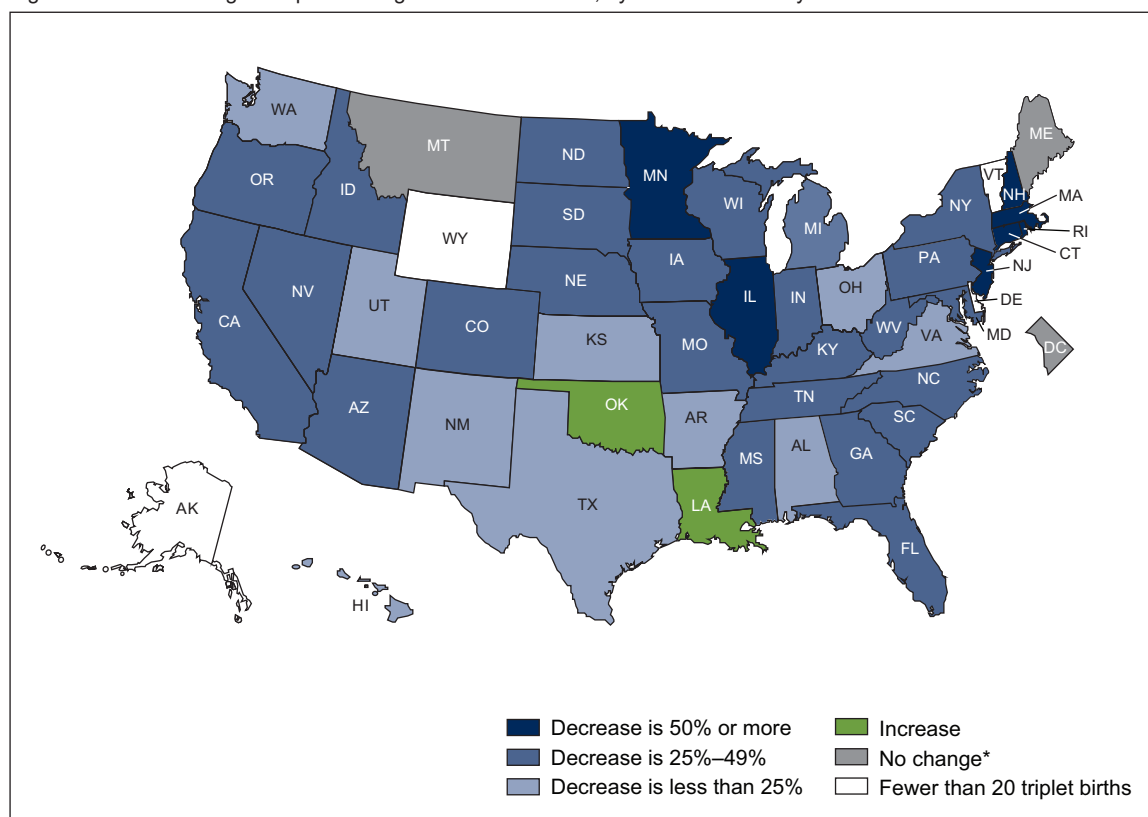 WA
MT
ME
ND
VT
MN
OR
ID
NH
MA
SD
WI
NY
MI
RI
WY
CT
PA
IA
NJ
NE
OH
NV
IL
IN
DE
UT
CA
CO
WV
VA
MD
KS
MO
KY
DC
NC
TN
AZ
OK
AR
SC
NM
AL
MS
GA
TX
LA
AK
FL
HI
Decrease is 50% or more
Decrease is 25%–49%
Decrease is less than 25%
Increase
No change*
Fewer than 20 triplet births